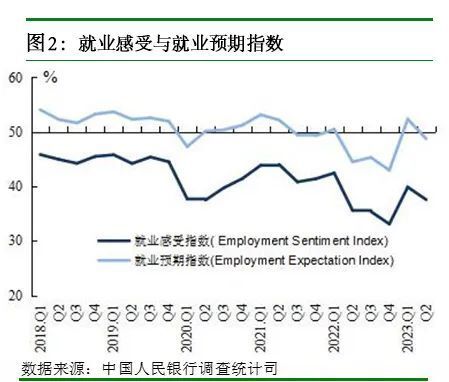 图2：就业感受与就业预期指数
%
60
50
40
30
20
就业感受指数( Employment Sentiment Index)
就业预期指数(Employment Expectation Index)
2018.Q1
Q2
Q3
Q4
2019.Q1
Q2
Q3
Q4
2020.Q1
Q2
Q3
Q4
2021.Q1
Q2
Q3
Q4
2022.Q1
Q2
Q3
Q4
2023.Q1
Q2
数据来源：中国人民银行调查统计司